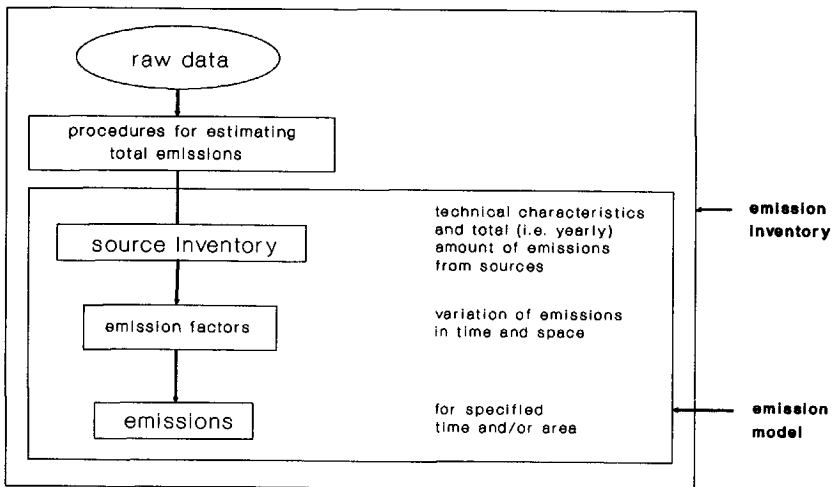 raw data
procedures for estimating
total emissions
source Inventory
technical characteristics
and total (i.e. yearly)
amount of emissions
from sources
emission
inventory
emission factors
variation of emissions
in time and space
emissions
for specified
time and/or area
emission
model